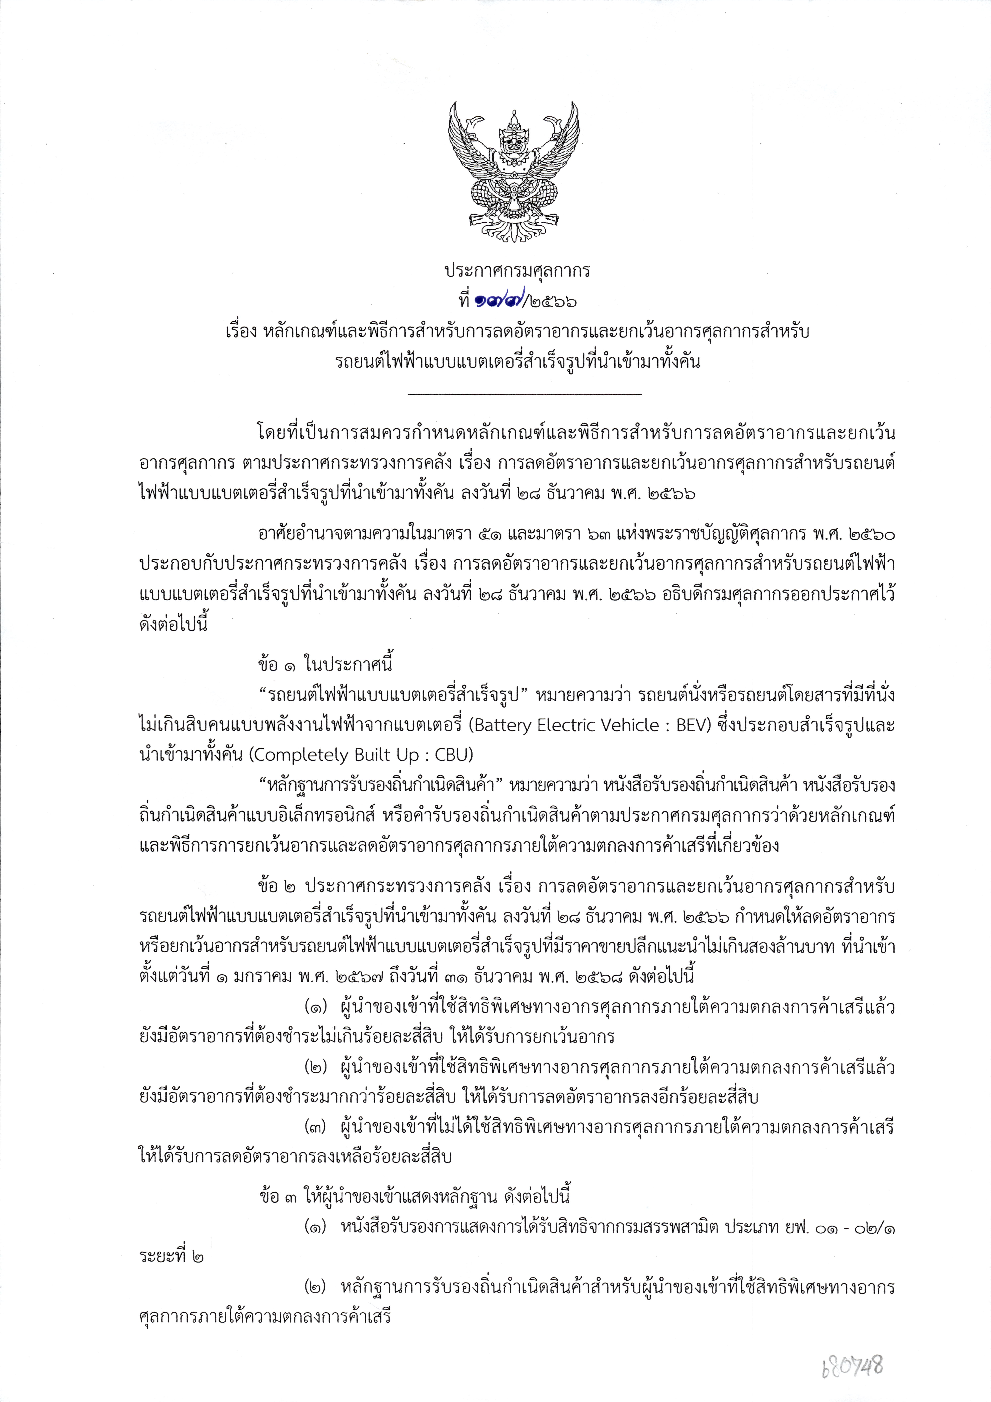 ประกาศกรมศุลกากร
ที่ ๑๗๗/๒๕๖๖
เรื่อง หลักเกณฑ์และพิธีการสำหรับการลดอัตราอากรและยกเว้นอากรศุลกากรสำหรับ
รถยนต์ไฟฟ้าแบบแบตเตอรี่สำเร็จรูปที่นำเข้ามาทั้งคัน
โดยที่เป็นการสมควรกำหนดหลักเกณฑ์และพิธีการสำหรับการลดอัตราอากรและยกเว้น
อากรศุลกากร ตามประกาศกระทรวงการคลัง เรื่อง การลดอัตราอากรและยกเว้นอากรศุลกากรสำหรับรถยนต์
ไฟฟ้าแบบแบตเตอรี่สำเร็จรูปที่นำเข้ามาทั้งคัน ลงวันที่ ๒๘ ธันวาคม พ.ศ. ๒๕๖๖
อาศัยอำนาจตามความในมาตรา ๕๑ และมาตรา ๖๓ แห่งพระราชบัญญัติศุลกากร พ.ศ. ๒๕๖๐
ประกอบกับประกาศกระทรวงการคลัง เรื่อง การลดอัตราอากรและยกเว้นอากรศุลกากรสำหรับรถยนต์ไฟฟ้า
แบบแบตเตอรี่สำเร็จรูปที่นำเข้ามาทั้งคัน ลงวันที่ ๒๘ ธันวาคม พ.ศ. ๒๕๖๖ อธิบดีกรมศุลกากรออกประกาศไว้
ดังต่อไปนี้
ข้อ ๑ ในประกาศนี้
“รถยนต์ไฟฟ้าแบบแบตเตอรี่สำเร็จรูป” หมายความว่า รถยนต์นั่งหรือรถยนต์โดยสารที่มีที่นั่ง
ไม่เกินสิบคนแบบพลังงานไฟฟ้าจากแบตเตอรี่ (Battery Electric Vehicle : BEV) ซึ่งประกอบสำเร็จรูปและ
นำเข้ามาทั้งคัน (Completely Built Up : CBU)
“หลักฐานการรับรองถิ่นกำเนิดสินค้า” หมายความว่า หนังสือรับรองถิ่นกำเนิดสินค้า หนังสือรับรอง
ถิ่นกำเนิดสินค้าแบบอิเล็กทรอนิกส์ หรือคำรับรองถิ่นกำเนิดสินค้าตามประกาศกรมศุลกากรว่าด้วยหลักเกณฑ์
และพิธีการการยกเว้นอากรและลดอัตราอากรศุลกากรภายใต้ความตกลงการค้าเสรีที่เกี่ยวข้อง
ข้อ ๒ ประกาศกระทรวงการคลัง เรื่อง การลดอัตราอากรและยกเว้นอากรศุลกากรสำหรับ
รถยนต์ไฟฟ้าแบบแบตเตอรี่สำเร็จรูปที่นำเข้ามาทั้งคัน ลงวันที่ ๒๘ ธันวาคม พ.ศ. ๒๕๖๖ กำหนดให้ลดอัตราอากร
หรือยกเว้นอากรสำหรับรถยนต์ไฟฟ้าแบบแบตเตอรี่สำเร็จรูปที่มีราคาขายปลีกแนะนำไม่เกินสองล้านบาท ที่นำเข้า
ตั้งแต่วันที่ ๑ มกราคม พ.ศ. ๒๕๖๗ ถึงวันที่ ๓๑ ธันวาคม พ.ศ. ๒๕๖๘ ดังต่อไปนี้
(๑) ผู้นำของเข้าที่ใช้สิทธิพิเศษทางอากรศุลกากรภายใต้ความตกลงการค้าเสรีแล้ว
ยังมีอัตราอากรที่ต้องชำระไม่เกินร้อยละสี่สิบ ให้ได้รับการยกเว้นอากร
(๒) ผู้นำของเข้าที่ใช้สิทธิพิเศษทางอากรศุลกากรภายใต้ความตกลงการค้าเสรีแล้ว
ยังมีอัตราอากรที่ต้องชำระมากกว่าร้อยละสี่สิบ ให้ได้รับการลดอัตราอากรลงอีกร้อยละสี่สิบ
(๓) ผู้นำของเข้าที่ไม่ได้ใช้สิทธิพิเศษทางอากรศุลกากรภายใต้ความตกลงการค้าเสรี
ให้ได้รับการลดอัตราอากรลงเหลือร้อยละสี่สิบ
ข้อ ๓ ให้ผู้นำของเข้าแสดงหลักฐาน ดังต่อไปนี้
(๑) หนังสือรับรองการแสดงการได้รับสิทธิจากกรมสรรพสามิต ประเภท ยฟ. ๐๑ - ๐๒/๑
ระยะที่ ๒
(๒) หลักฐานการรับรองถิ่นกำเนิดสินค้าสำหรับผู้นำของเข้าที่ใช้สิทธิพิเศษทางอากร
ศุลกากรภายใต้ความตกลงการค้าเสรี